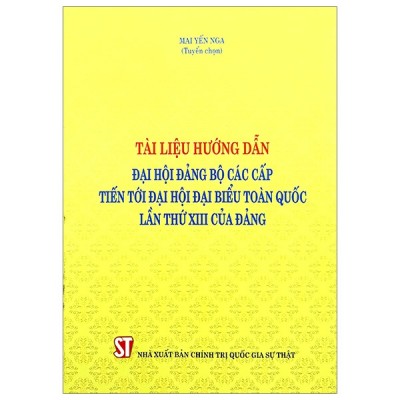 MAI YẾN NGA
(Tuyển chọn)
TÀI LIỆU HƯỚNG DẪN
ĐẠI HỘI ĐẢNG BỘ CÁC CẤP
TIẾN TỚI ĐẠI HỘI ĐẠI BIỂU TOÀN QUỐC
LẦN THỨ XIII CỦA ĐẢNG
ST
NHÀ XUẤT BẢN CHÍNH TRỊ QUỐC GIA SỰ THẬT